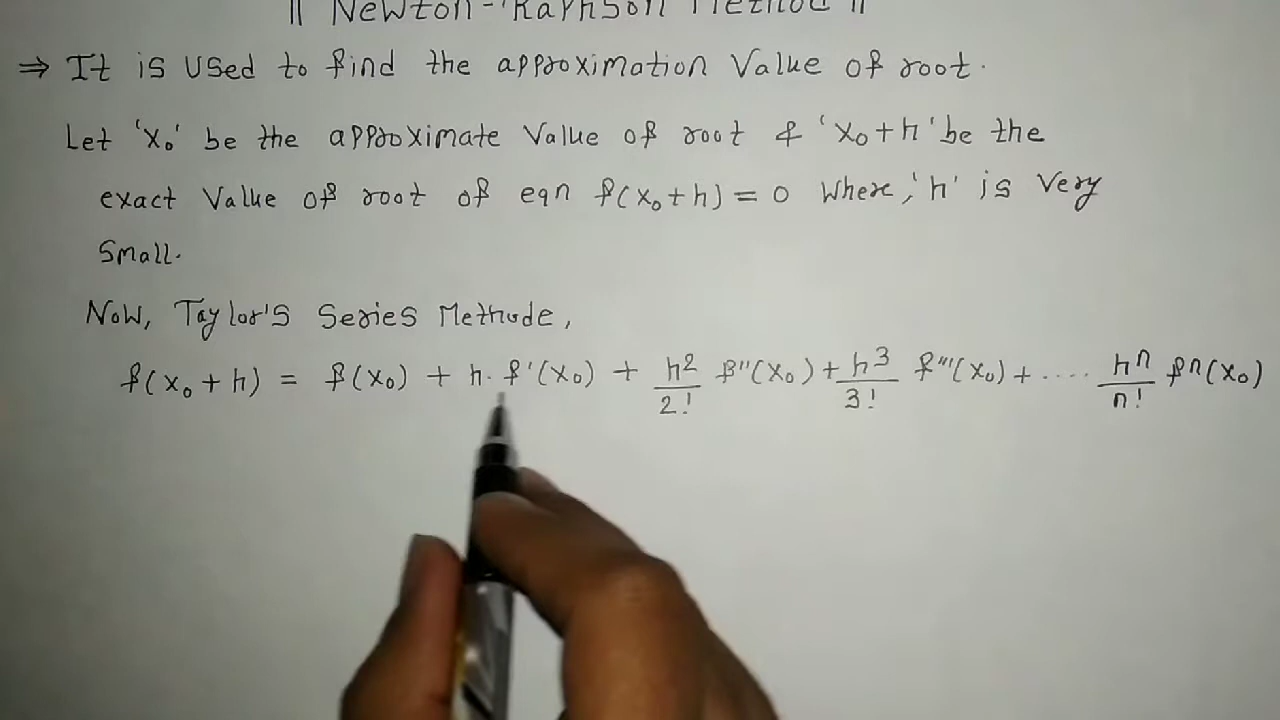 || Newton-Raphson Method ||
⇒ It is used to find the approximation Value of root.
Let 'x₀' be the approximate Value of root & 'x₀+h' be the
exact Value of root of eqn f(x₀+h) = 0 Where, 'h' is Very
Small.
Now, Taylor's Series Methode,
f(x₀+h) = f(x₀) + h·f'(x₀) + h²/2! f''(x₀) + h³/3! f'''(x₀) + .... hⁿ/n! fⁿ(x₀)